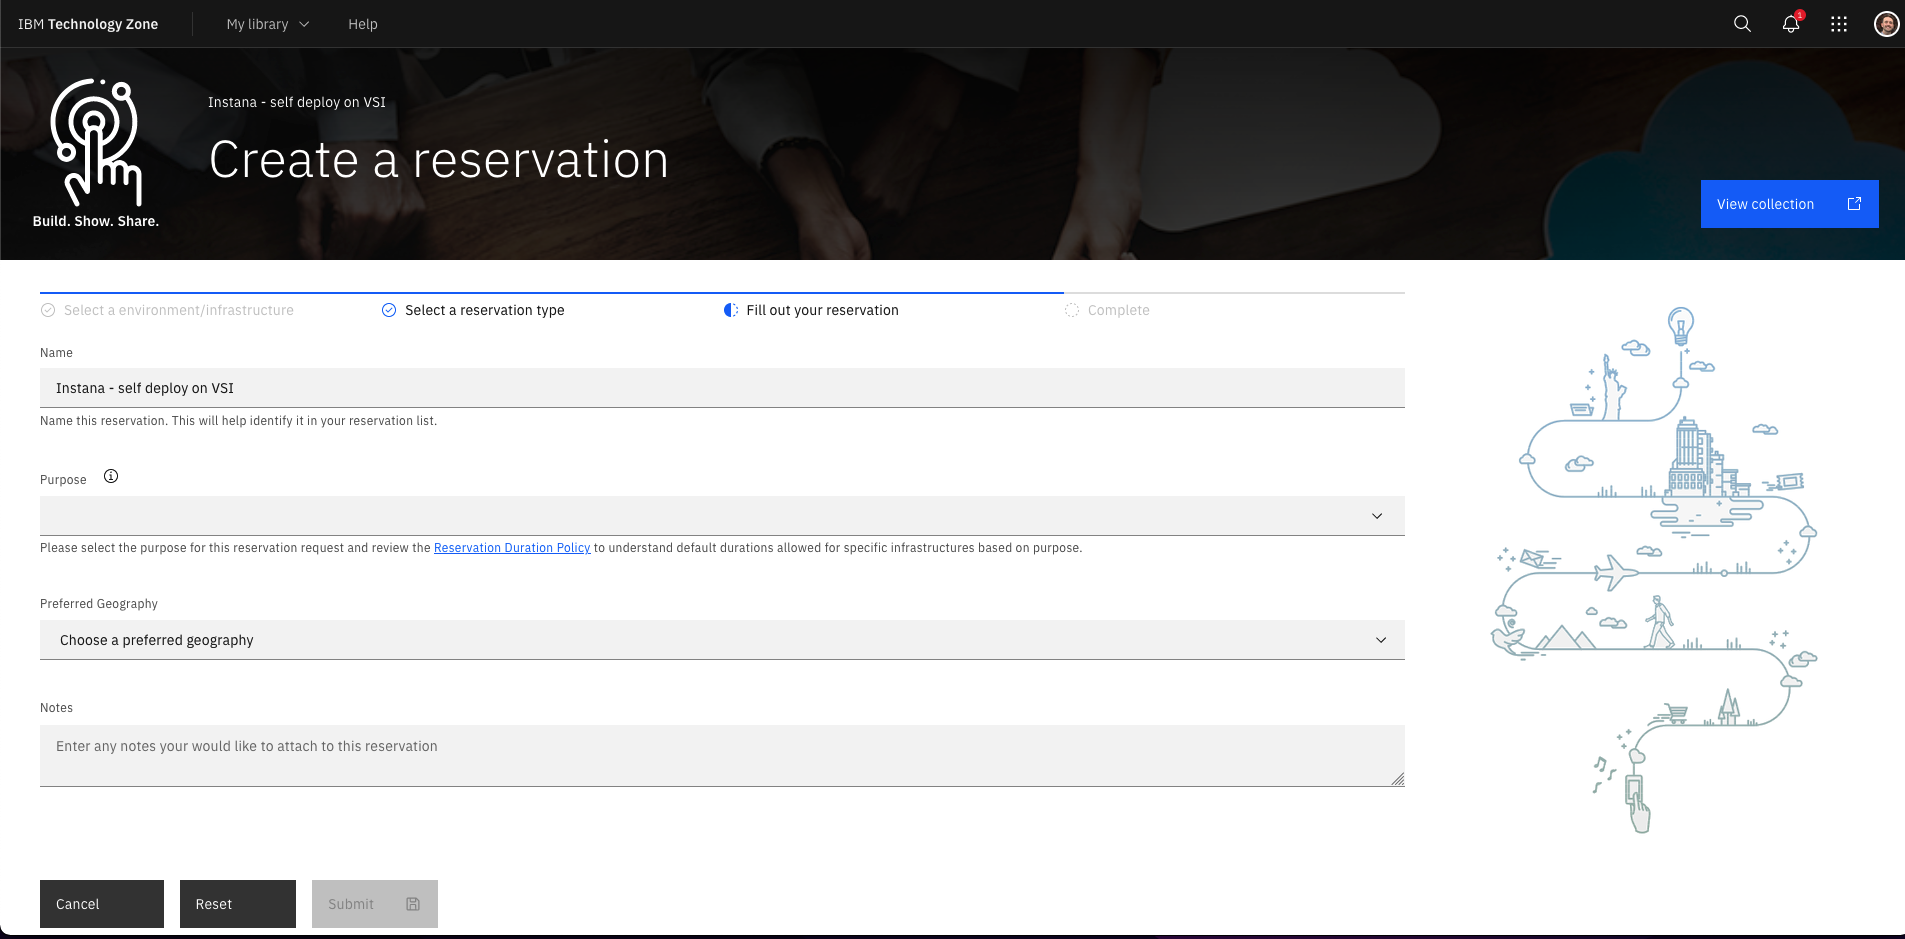 IBM Technology Zone
My library
Help
1
Instana - self deploy on VSI
Create a reservation
Build. Show. Share.
View collection
Select a environment/infrastructure
Select a reservation type
Fill out your reservation
Complete
Name
Instana - self deploy on VSI
Name this reservation. This will help identify it in your reservation list.
Purpose
Please select the purpose for this reservation request and review the Reservation Duration Policy to understand default durations allowed for specific infrastructures based on purpose.
Preferred Geography
Choose a preferred geography
Notes
Enter any notes your would like to attach to this reservation
Cancel
Reset
Submit